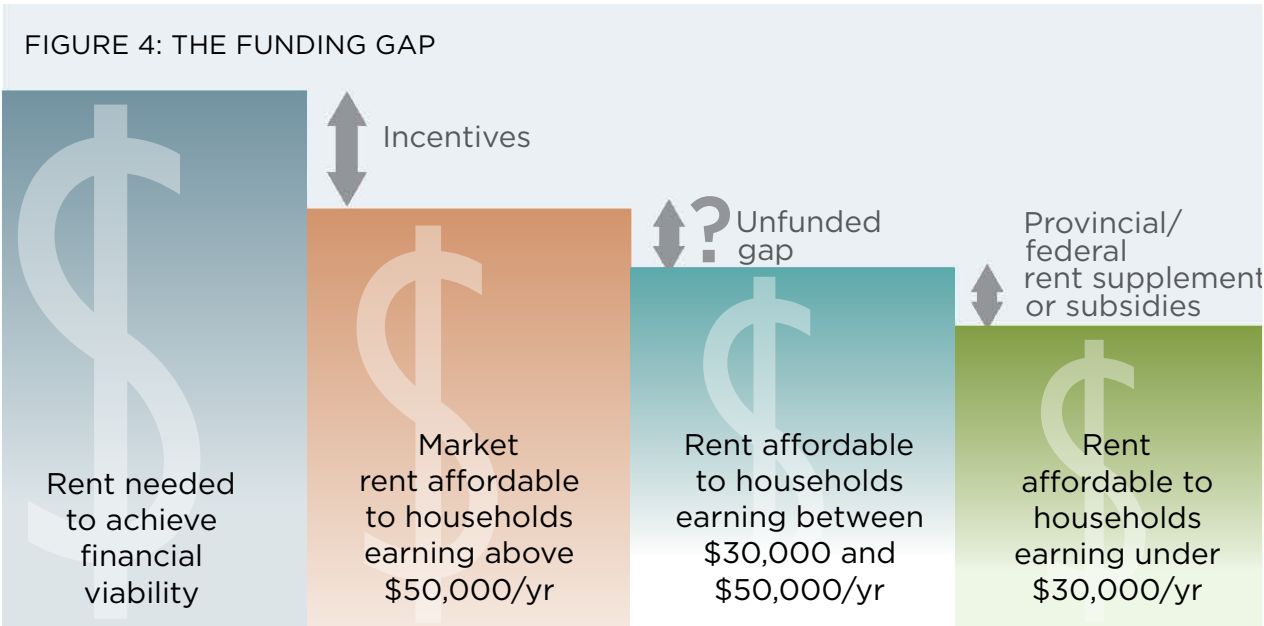 FIGURE 4: THE FUNDING GAP
Incentives
?
Unfunded
gap
Provincial/
federal
rent supplement
or subsidies
$
Rent needed
to achieve
financial
viability
$
Market
rent affordable
to households
earning above
$50,000/yr
$
Rent affordable
to households
earning between
$30,000 and
$50,000/yr
$
Rent
affordable to
households
earning under
$30,000/yr